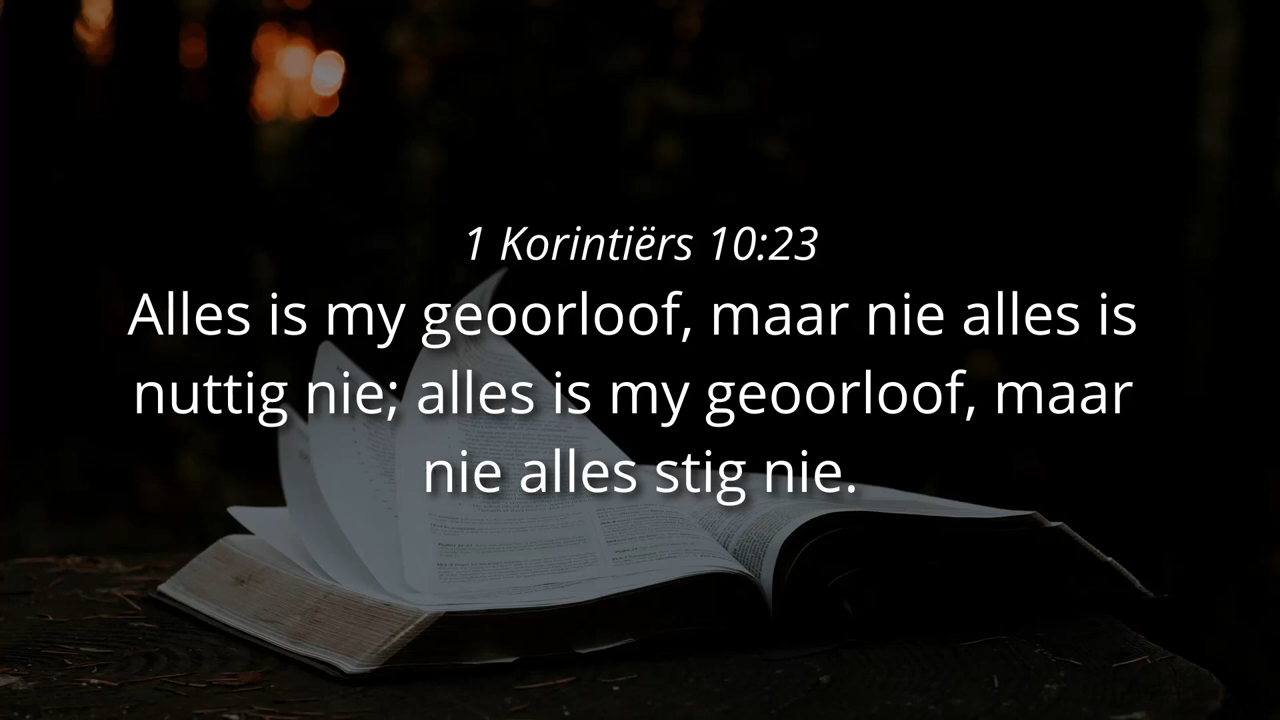 1 Korintiërs 10:23
Alles is my geoorloof, maar nie alles is
nuttig nie; alles is my geoorloof, maar
nie alles stig nie.